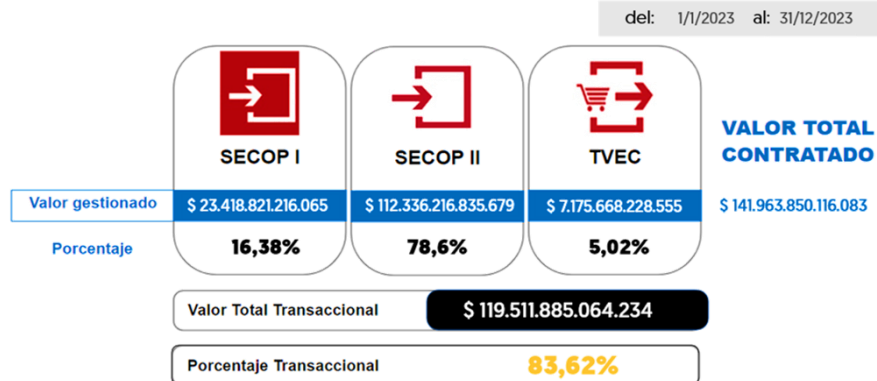 del: 1/1/2023 al: 31/12/2023
SECOP I SECOP II TVEC
VALOR TOTAL
CONTRATADO
Valor gestionado $ 23.418.821.216.065 $ 112.336.216.835.679 $ 7.175.668.228.555 $ 141.963.850.116.083
Porcentaje 16,38% 78,6% 5,02%
Valor Total Transaccional $ 119.511.885.064.234
Porcentaje Transaccional 83,62%